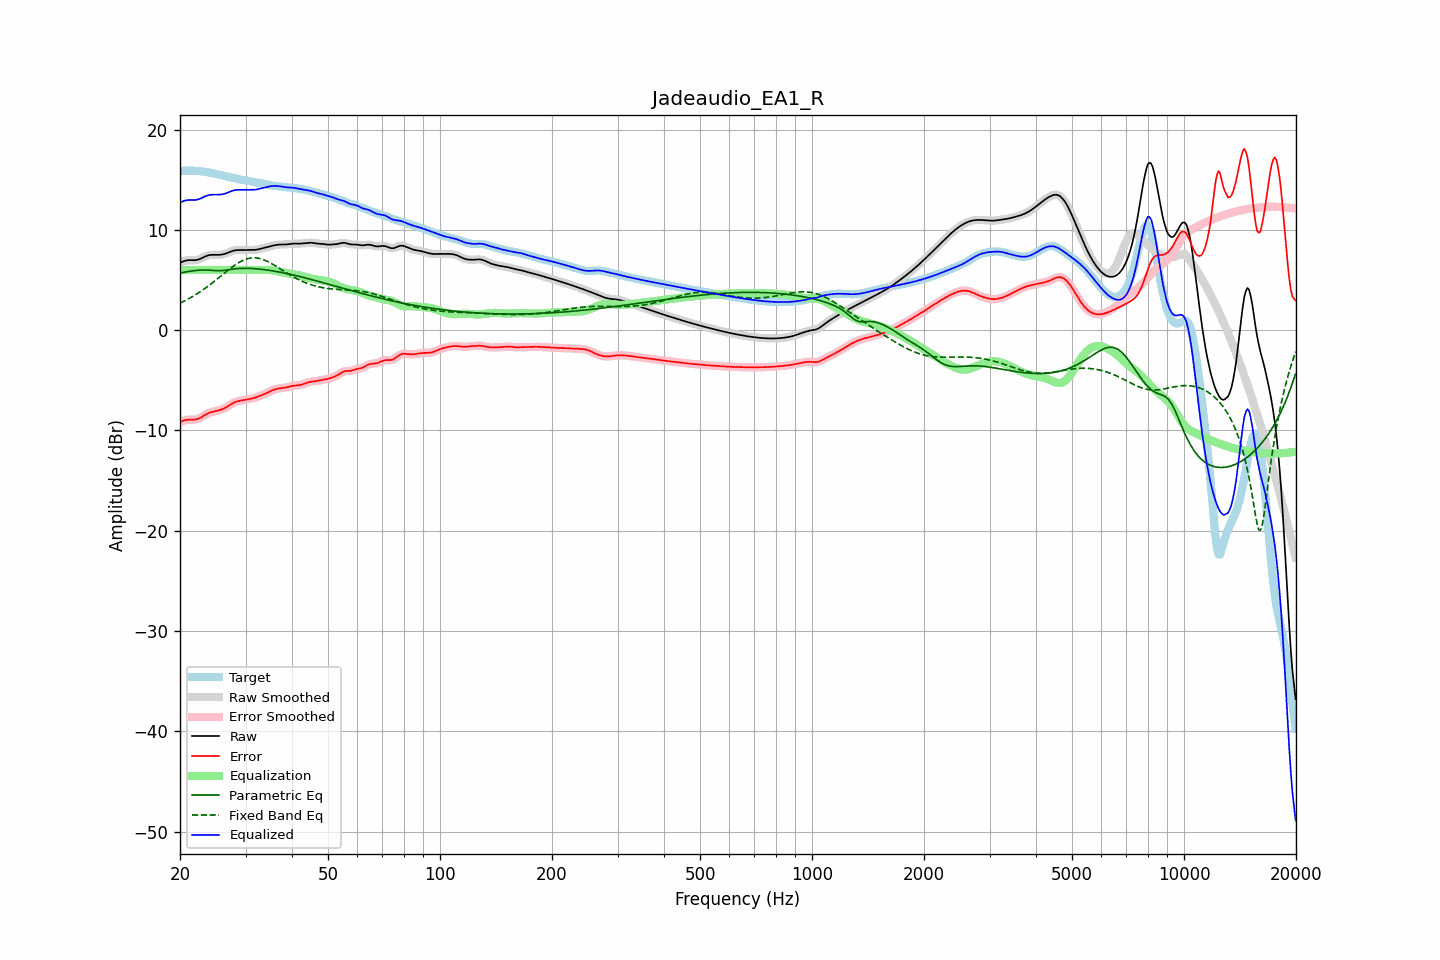 Jadeaudio_EA1_R
20
10
0
−10
−20
−30
−40
−50
Amplitude (dBr)
Target
Raw Smoothed
Error Smoothed
Raw
Error
Equalization
Parametric Eq
Fixed Band Eq
Equalized
20 50 100 200 500 1000 2000 5000 10000 20000
Frequency (Hz)